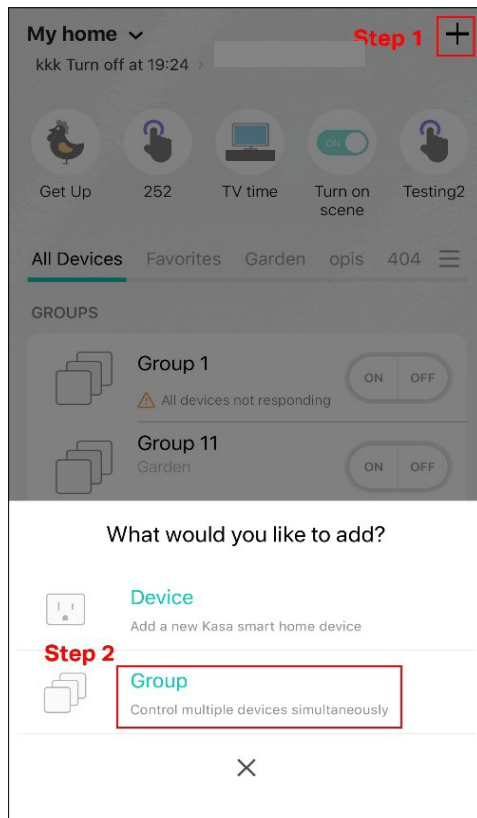 My home
Step 1 +
kkk Turn off at 19:24 >
ON
Get Up 252 TV time Turn on Testing2
scene
All Devices Favorites Garden opis 404
GROUPS
Group 1
ON OFF
All devices not responding
Group 11
Garden
ON OFF
What would you like to add?
Device
Add a new Kasa smart home device
Step 2
Group
Control multiple devices simultaneously